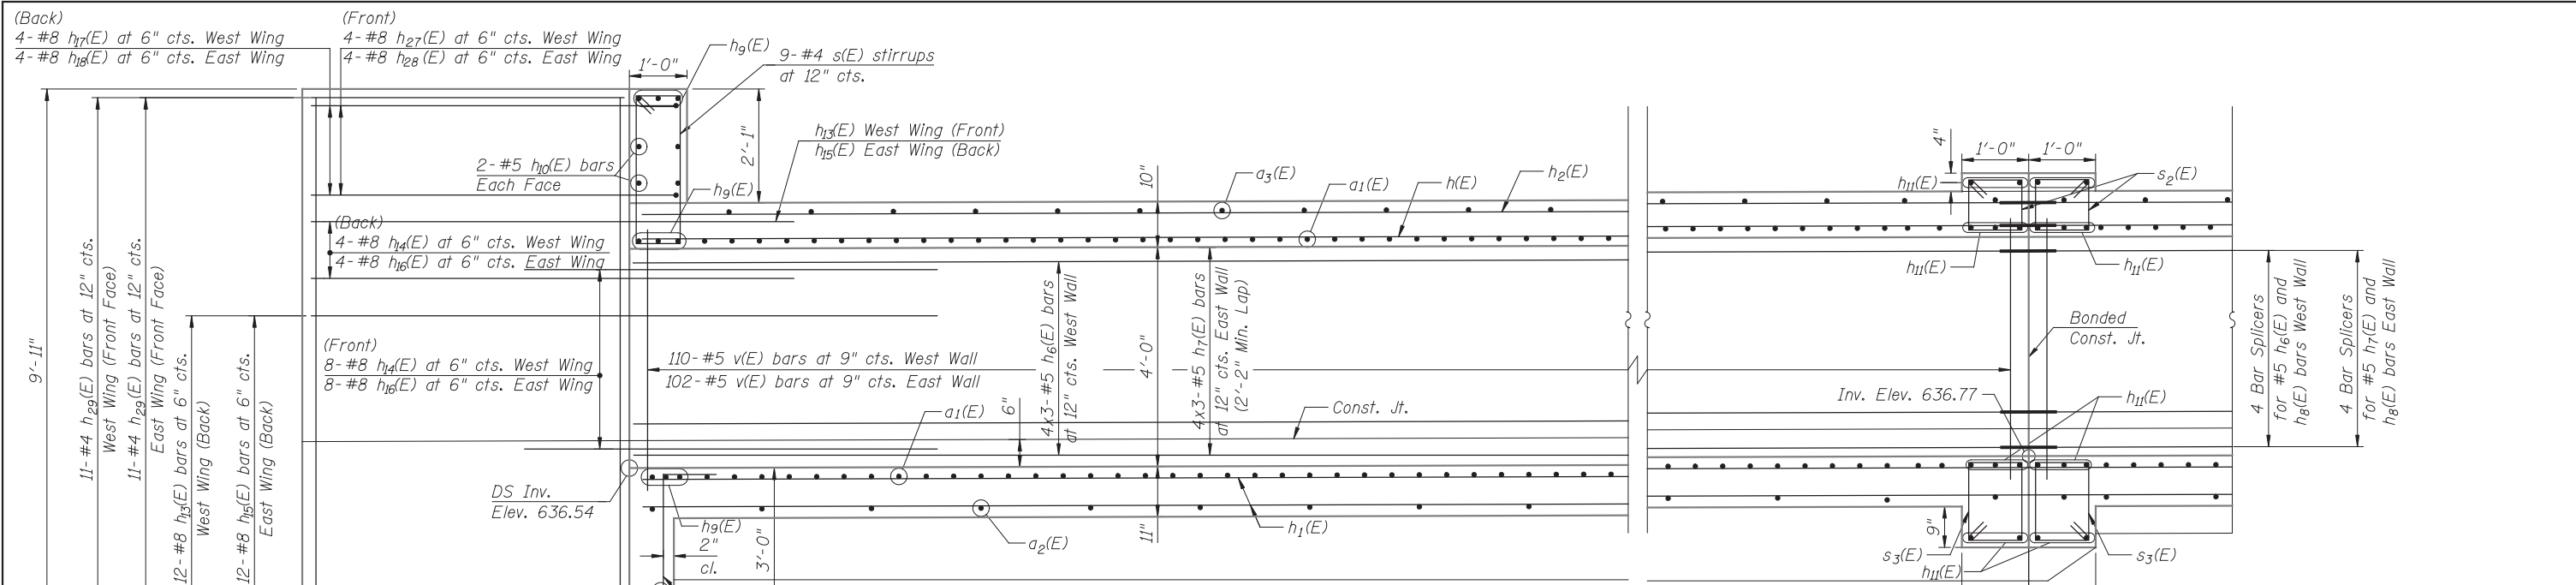 (Back)
4-#8 h17(E) at 6" cts. West Wing
4-#8 h18(E) at 6" cts. East Wing
(Front)
4-#8 h27(E) at 6" cts. West Wing
4-#8 h28(E) at 6" cts. East Wing
h9(E)
9-#4 s(E) stirrups
at 12" cts.
1'-0"
2'-1"
h13(E) West Wing (Front)
h15(E) East Wing (Back)
2-#5 h10(E) bars
Each Face
h9(E)
10"
a3(E)
a1(E)
h(E)
h2(E)
4"
1'-0"
1'-0"
h11(E)
s2(E)
h11(E)
h11(E)
(Back)
4-#8 h14(E) at 6" cts. West Wing
4-#8 h16(E) at 6" cts. East Wing
9'-11"
11-#4 h29(E) bars at 12" cts.
West Wing (Front Face)
11-#4 h29(E) bars at 12" cts.
East Wing (Front Face)
12-#8 h13(E) bars at 6" cts.
West Wing (Back)
12-#8 h15(E) bars at 6" cts.
East Wing (Back)
(Front)
8-#8 h14(E) at 6" cts. West Wing
8-#8 h16(E) at 6" cts. East Wing
110-#5 v(E) bars at 9" cts. West Wall
102-#5 v(E) bars at 9" cts. East Wall
4x3-#5 h6(E) bars
at 12" cts. West Wall
4'-0"
4x3-#5 h7(E) bars
at 12" cts. East Wall
(2'-2" Min. Lap)
Bonded
Const. Jt.
4 Bar Splicers
for #5 h6(E) and
h8(E) bars West Wall
4 Bar Splicers
for #5 h7(E) and
h8(E) bars East Wall
Inv. Elev. 636.77
h11(E)
a1(E)
6"
Const. Jt.
DS Inv.
Elev. 636.54
h9(E)
2"
cl.
3'-0"
a2(E)
11"
h1(E)
9"
s3(E)
h11(E)
s3(E)